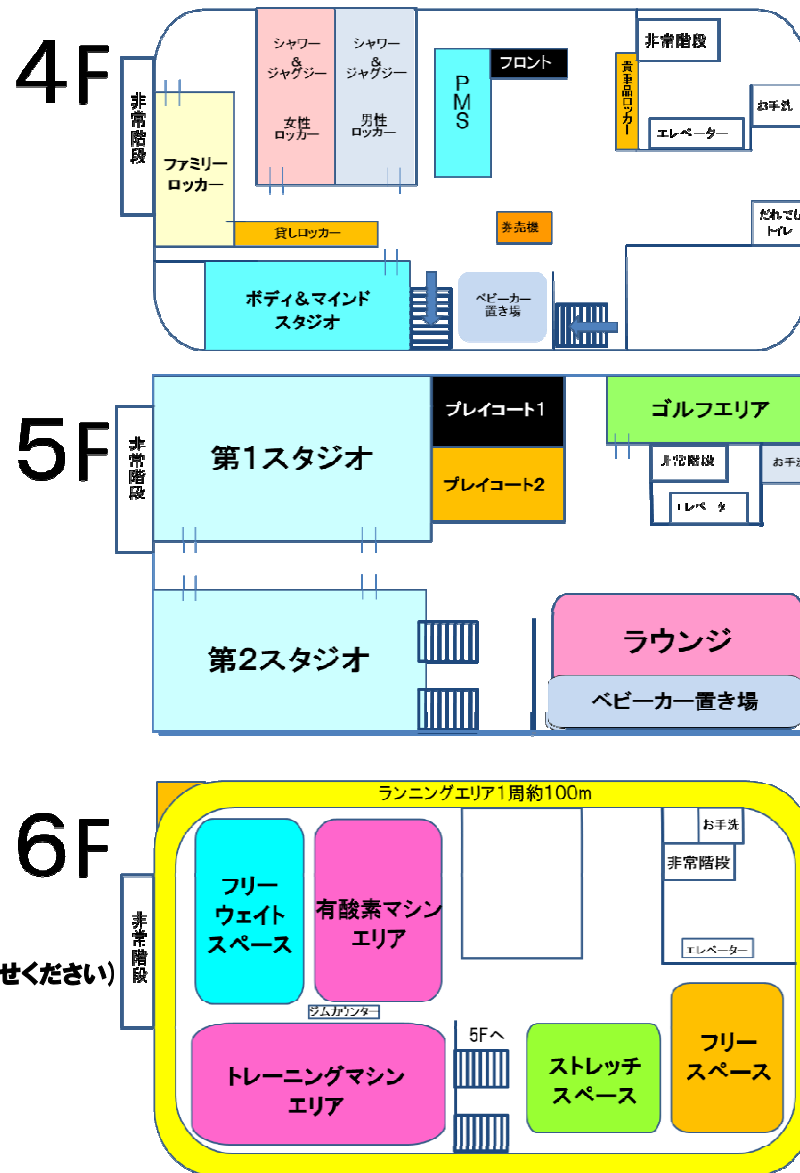 4F
非常階段
シャワー
&
ジャグジー
女性
ロッカー
シャワー
&
ジャグジー
男性
ロッカー
PMS
フロント
貴重品ロッカー
非常階段
エレベーター
お手洗
ファミリー
ロッカー
貸しロッカー
券売機
だれでも
トイレ
ボディ&マインド
スタジオ
ベビーカー
置き場
5F
非常階段
第1スタジオ
プレイコート1
プレイコート2
ゴルフエリア
非常階段
お手洗
エレベータ
第2スタジオ
ラウンジ
ベビーカー置き場
6F
非常階段
せください)
ランニングエリア1周約100m
フリー
ウェイト
スペース
有酸素マシン
エリア
お手洗
非常階段
エレベーター
ジムカウンター
トレーニングマシン
エリア
5Fへ
ストレッチ
スペース
フリー
スペース